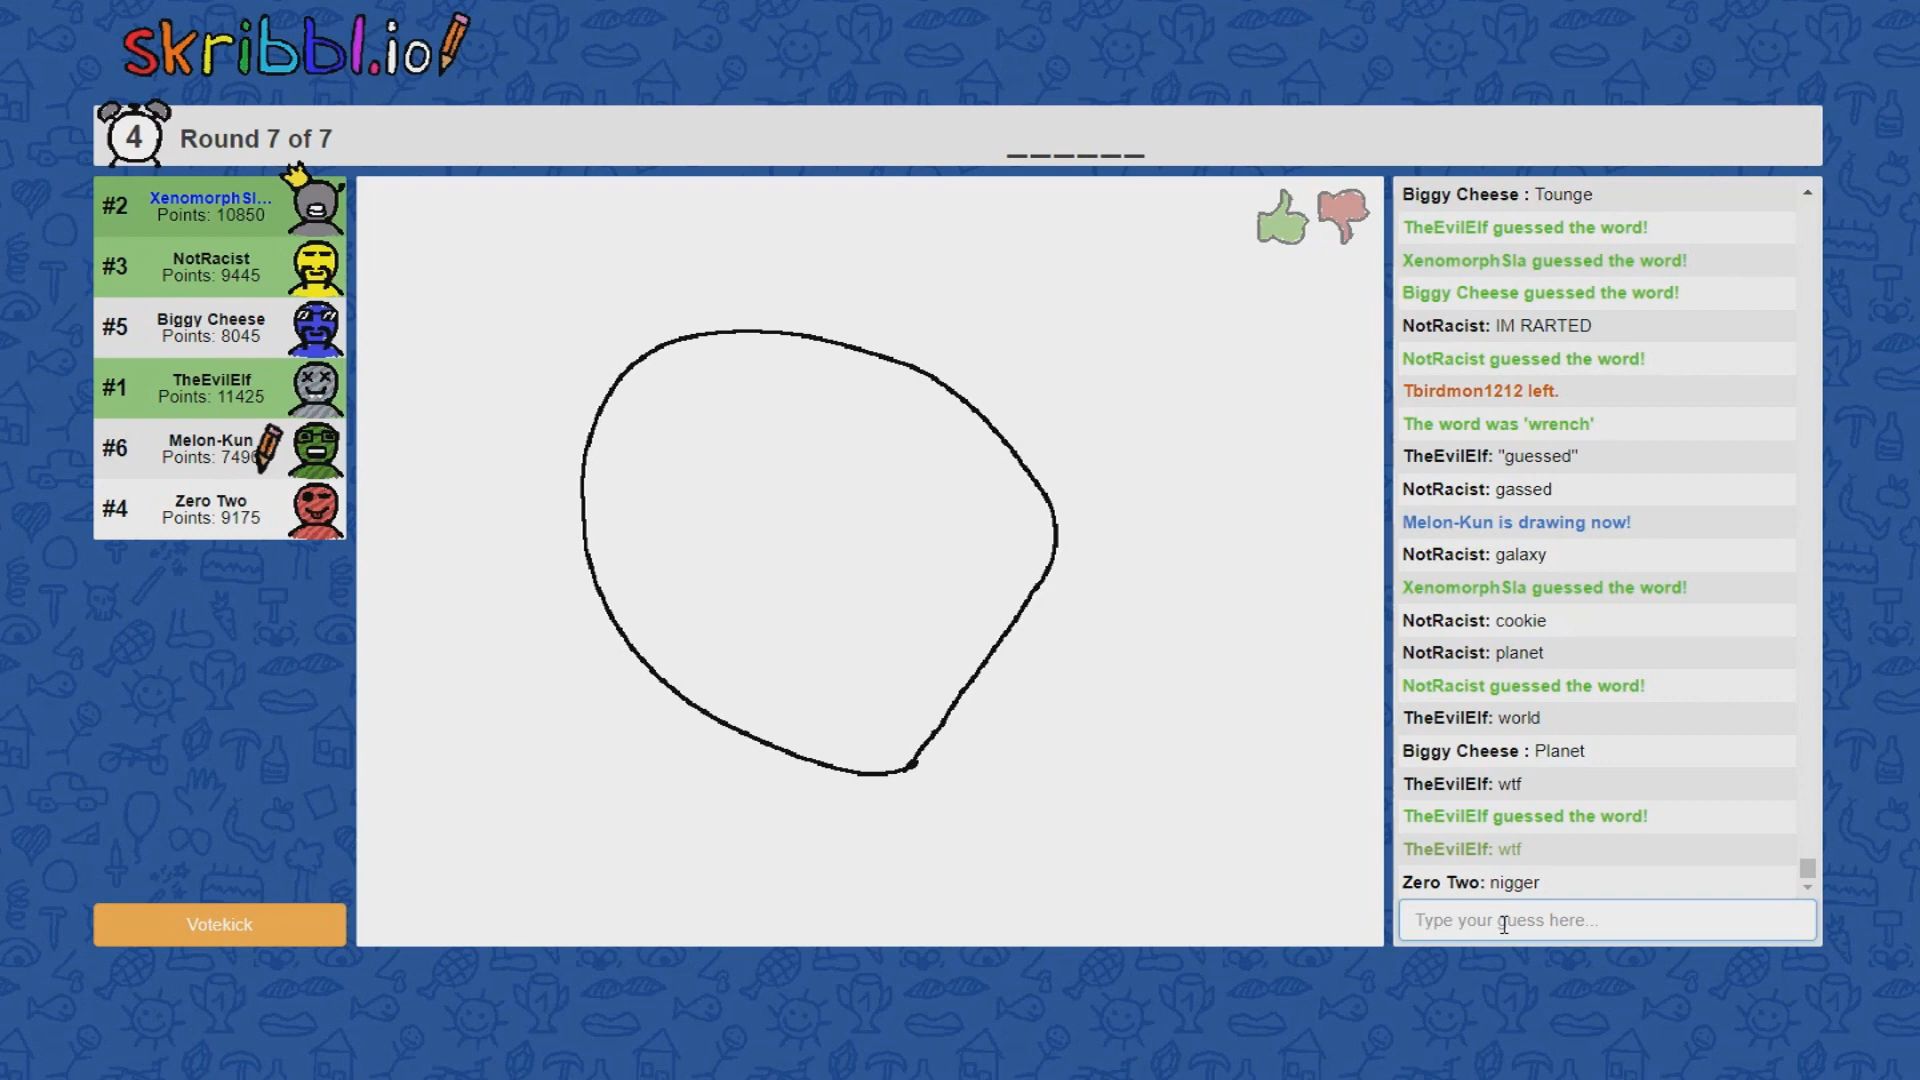 skribbl.io
4
Round 7 of 7
______
#2
XenomorphSl...
Points: 10850
#3
NotRacist
Points: 9445
#5
Biggy Cheese
Points: 8045
#1
TheEvilElf
Points: 11425
#6
Melon-Kun
Points: 7490
#4
Zero Two
Points: 9175
Votekick
Biggy Cheese : Tounge
TheEvilElf guessed the word!
XenomorphSla guessed the word!
Biggy Cheese guessed the word!
NotRacist: IM RARTED
NotRacist guessed the word!
Tbirdmon1212 left.
The word was 'wrench'
TheEvilElf: "guessed"
NotRacist: gassed
Melon-Kun is drawing now!
NotRacist: galaxy
XenomorphSla guessed the word!
NotRacist: cookie
NotRacist: planet
NotRacist guessed the word!
TheEvilElf: world
Biggy Cheese : Planet
TheEvilElf: wtf
TheEvilElf guessed the word!
TheEvilElf: wtf
Zero Two: nigger
Type your guess here...